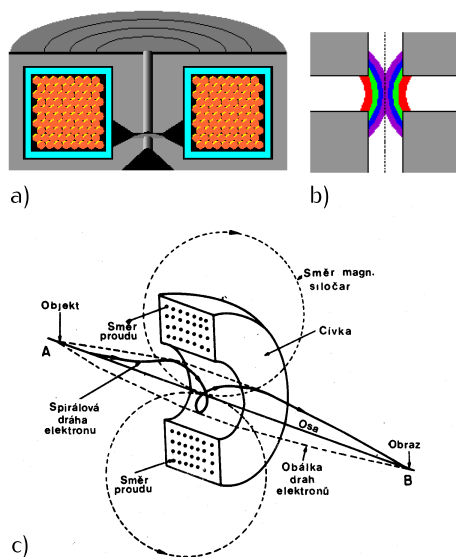 a)
b)
Směr magn.
siločar
Objekt
Směr
proudu
Cívka
A
Spirálová
dráha
elektronu
Osa
Obraz
B
Směr
proudu
Obálka
drah
elektronů
c)